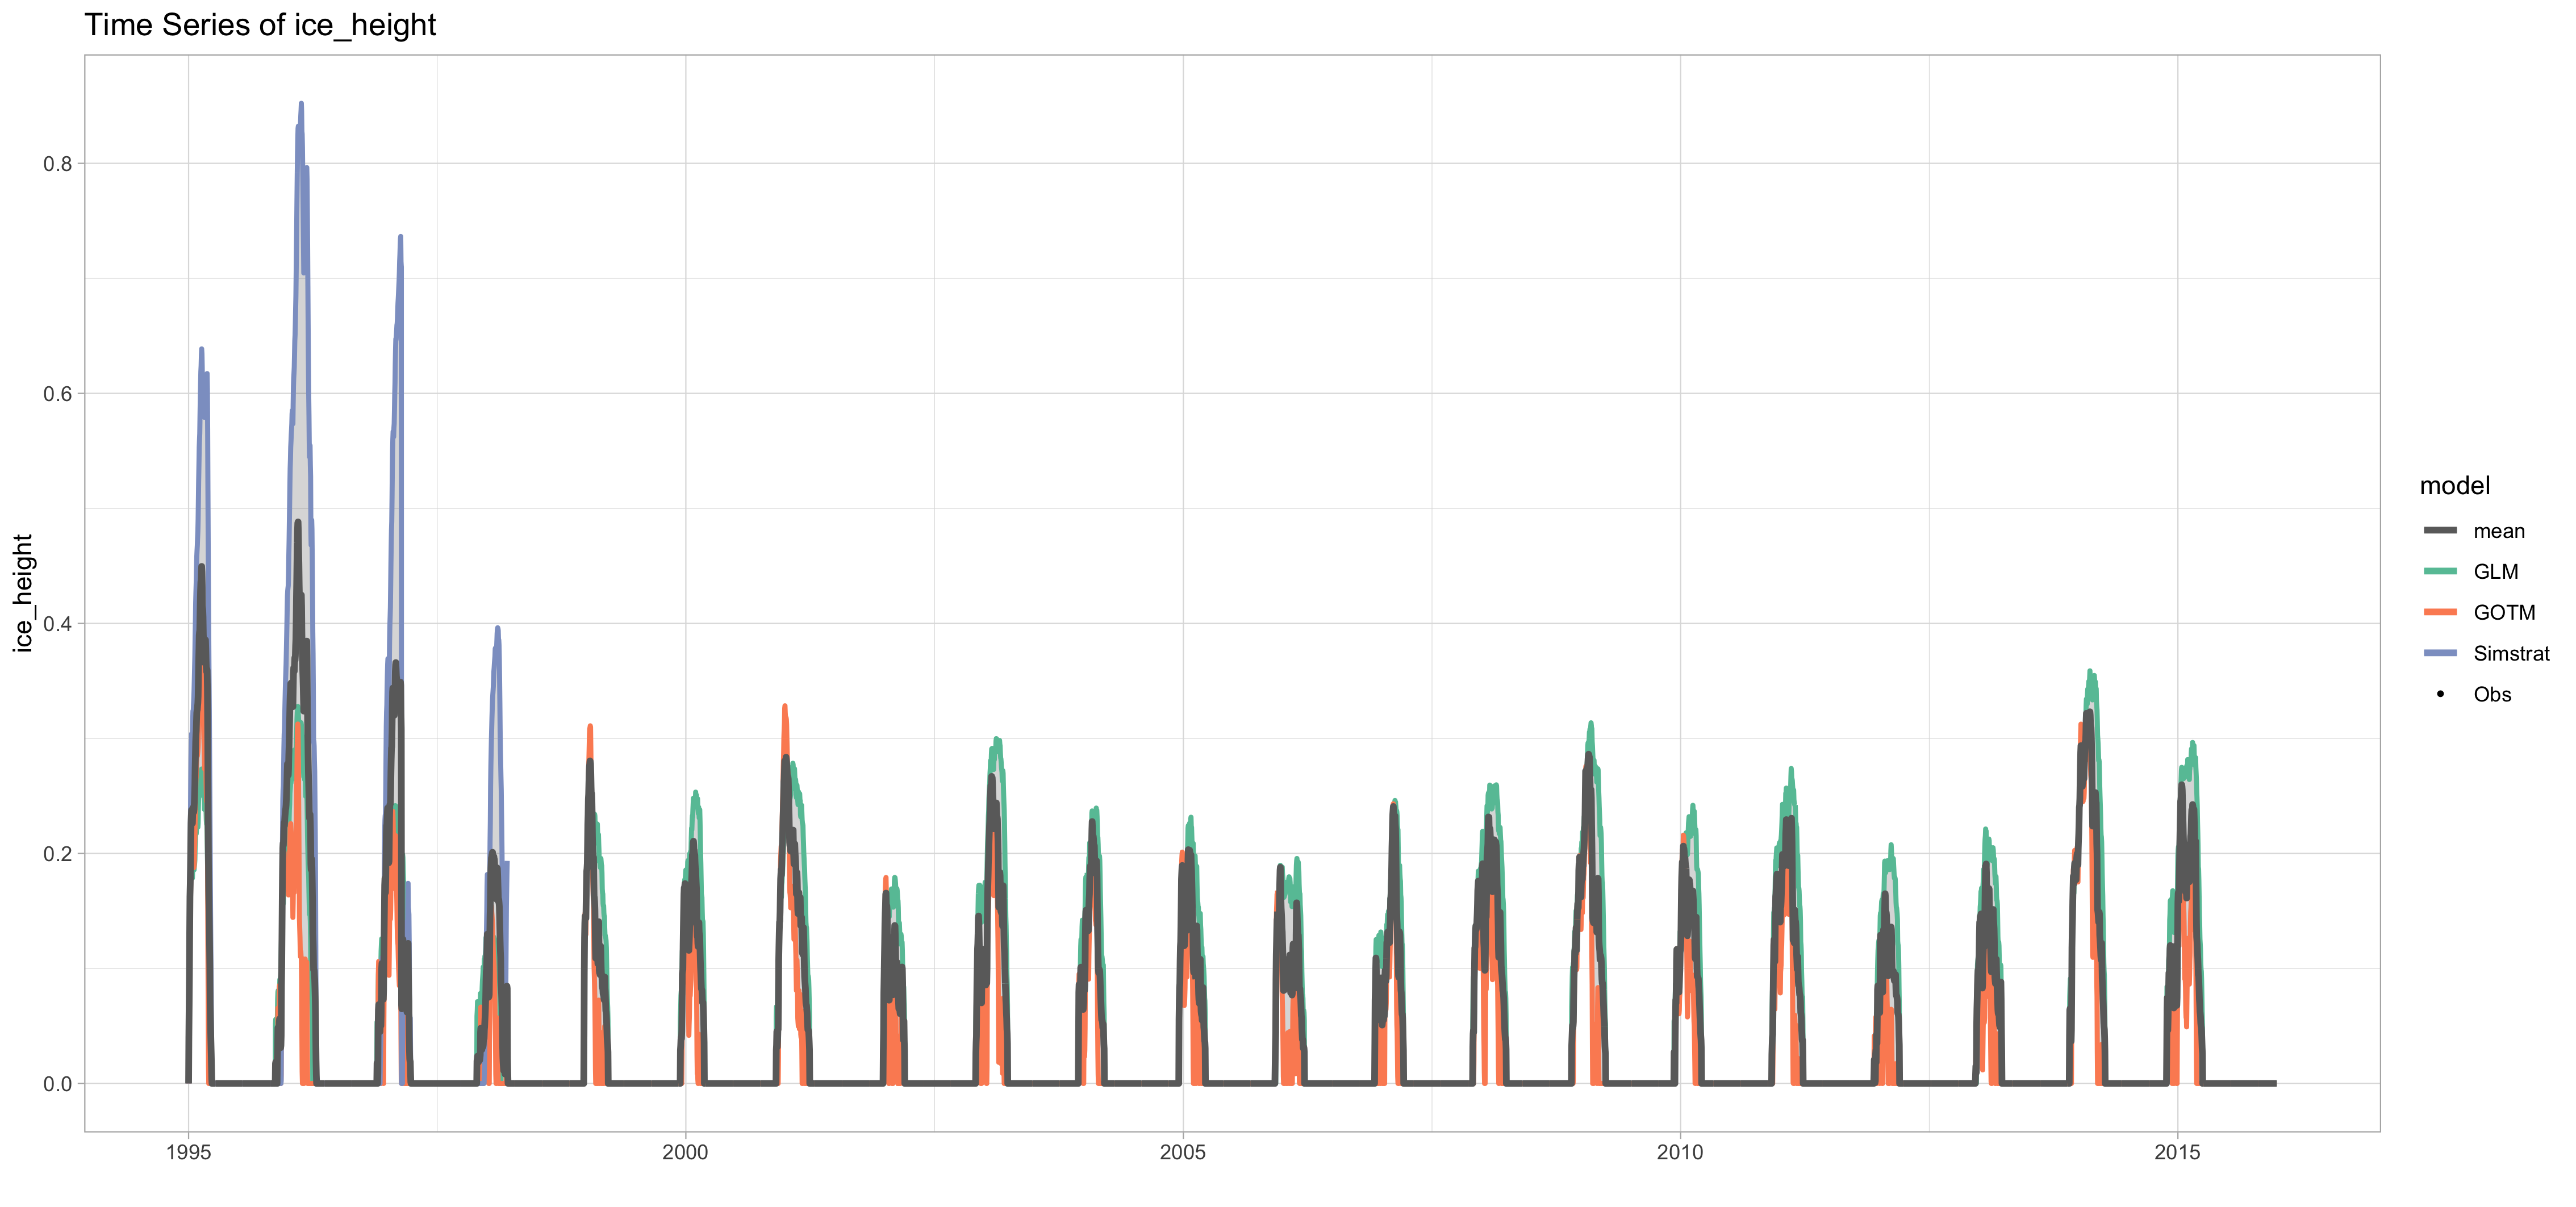 Time Series of ice_height
ice_height
0.8
0.6
0.4
0.2
0.0
1995
2000
2005
2010
2015
model
mean
GLM
GOTM
Simstrat
Obs